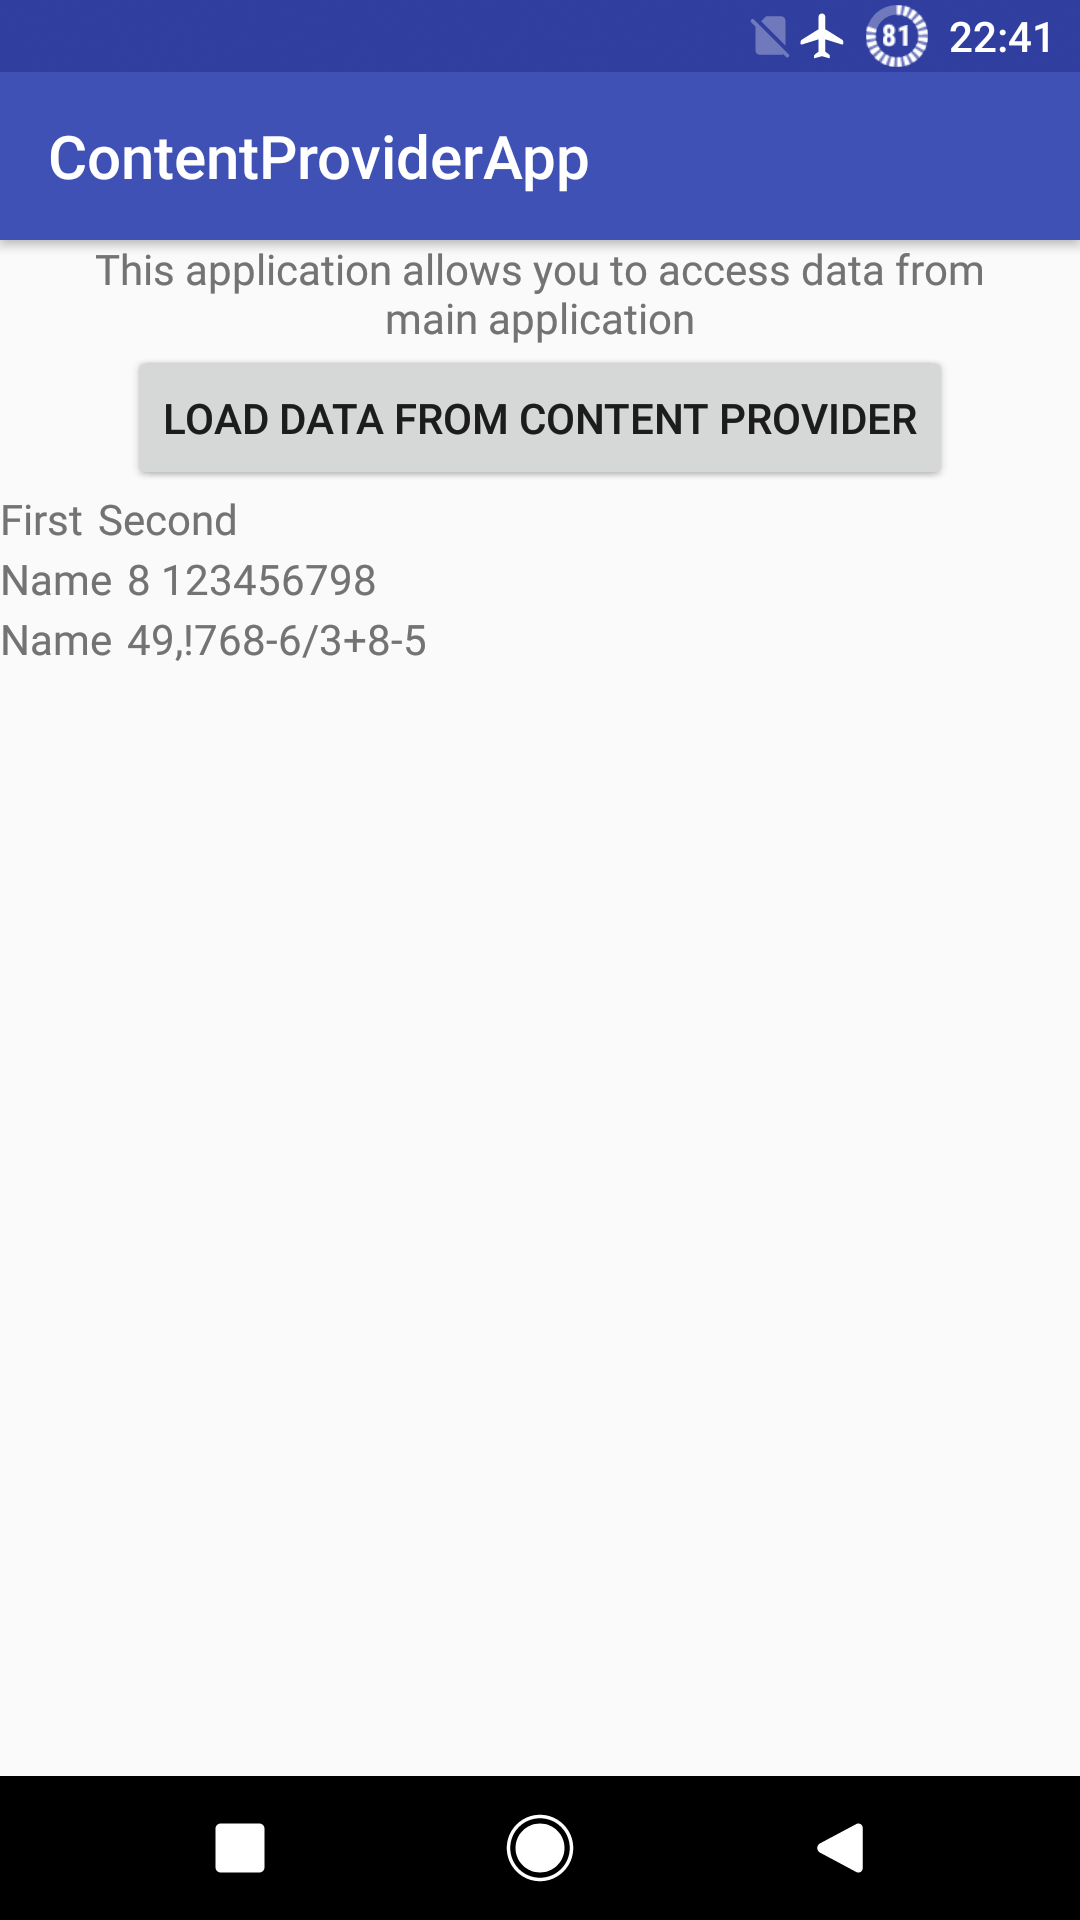 81 22:41
ContentProviderApp
This application allows you to access data from
main application
LOAD DATA FROM CONTENT PROVIDER
First Second
Name 8 123456798
Name 49,!768-6/3+8-5